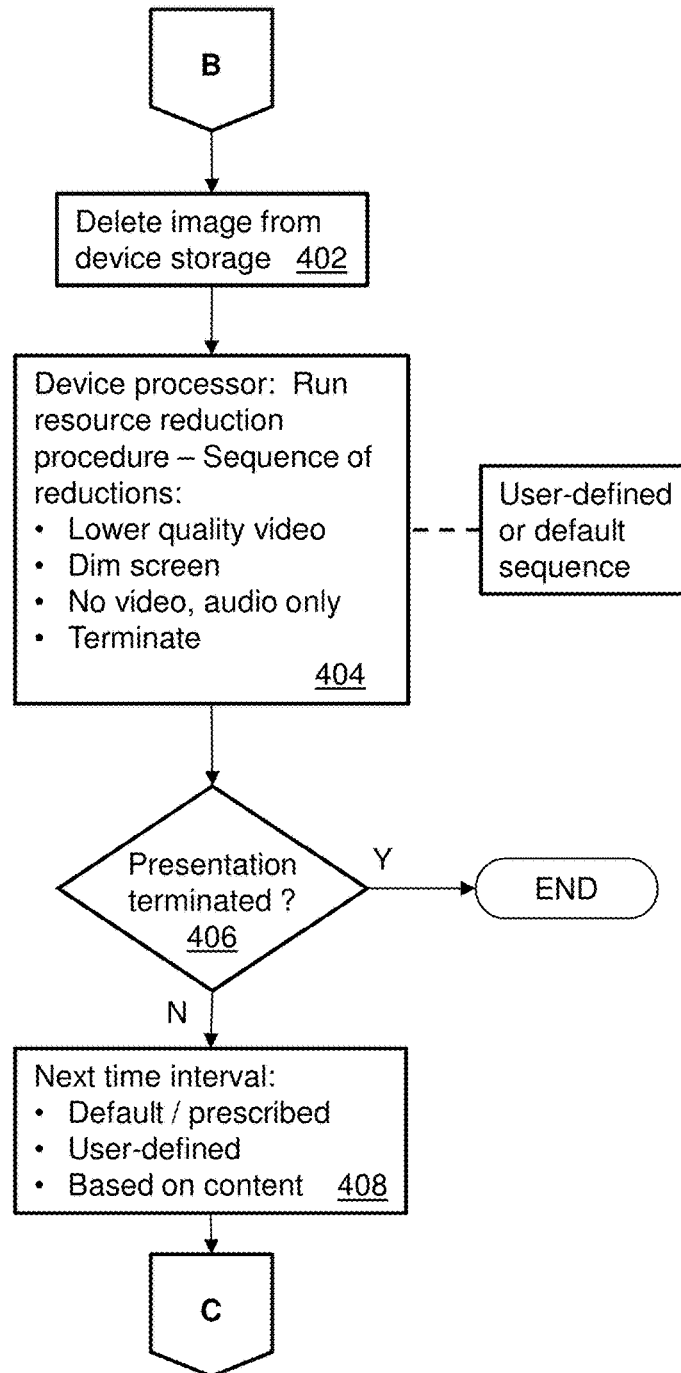 B
Delete image from
device storage 402
Device processor: Run
resource reduction
procedure – Sequence of
reductions:
• Lower quality video
• Dim screen
• No video, audio only
• Terminate
404
User-defined
or default
sequence
Presentation
terminated ?
406
Y
END
N
Next time interval:
• Default / prescribed
• User-defined
• Based on content 408
C